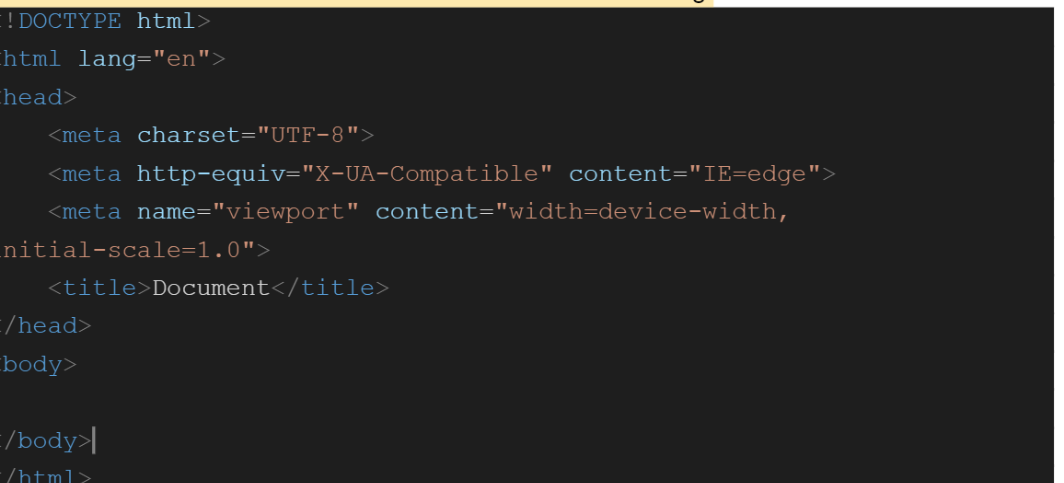 <!DOCTYPE html>
<html lang="en">
<head>
    <meta charset="UTF-8">
    <meta http-equiv="X-UA-Compatible" content="IE=edge">
    <meta name="viewport" content="width=device-width,
initial-scale=1.0">
    <title>Document</title>
</head>
<body>

</body>
</html>